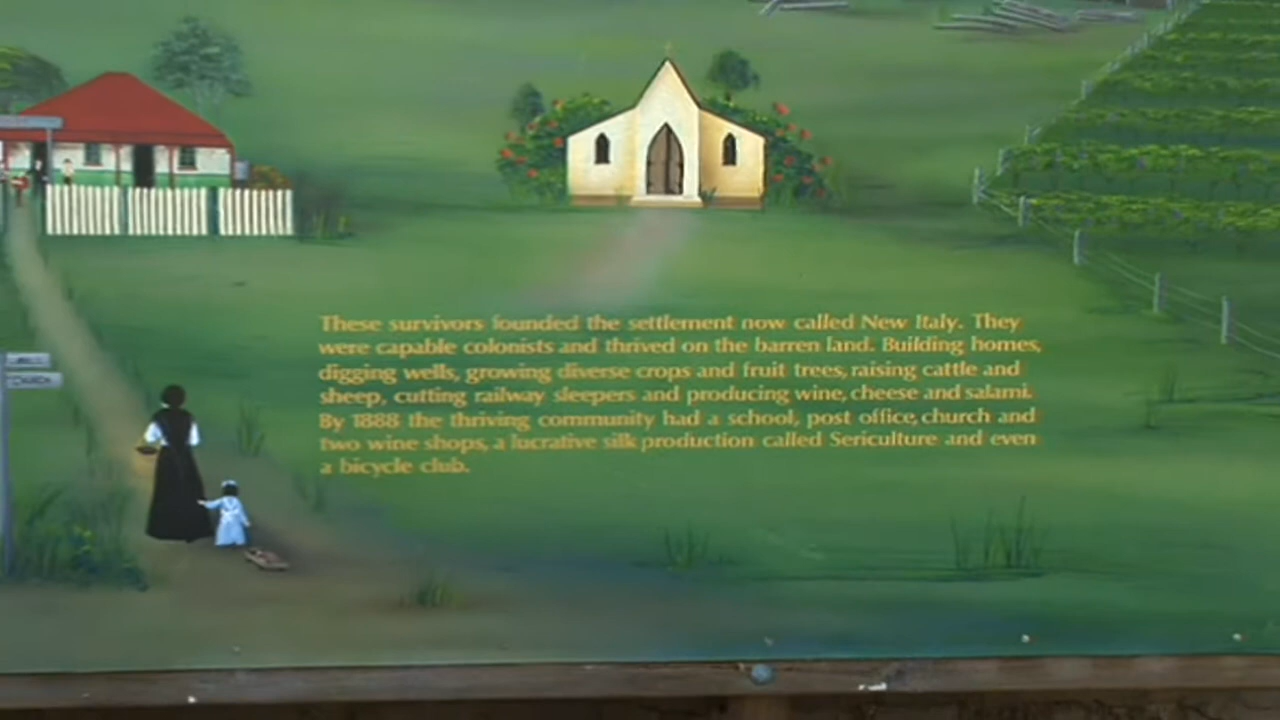 These survivors founded the settlement now called New Italy. They
were capable colonists and thrived on the barren land. Building homes,
digging wells, growing diverse crops and fruit trees, raising cattle and
sheep, cutting railway sleepers and producing wine, cheese and salami.
By 1888 the thriving community had a school, post office, church and
two wine shops, a lucrative silk production called Sericulture and even
a bicycle club.
CHURCH